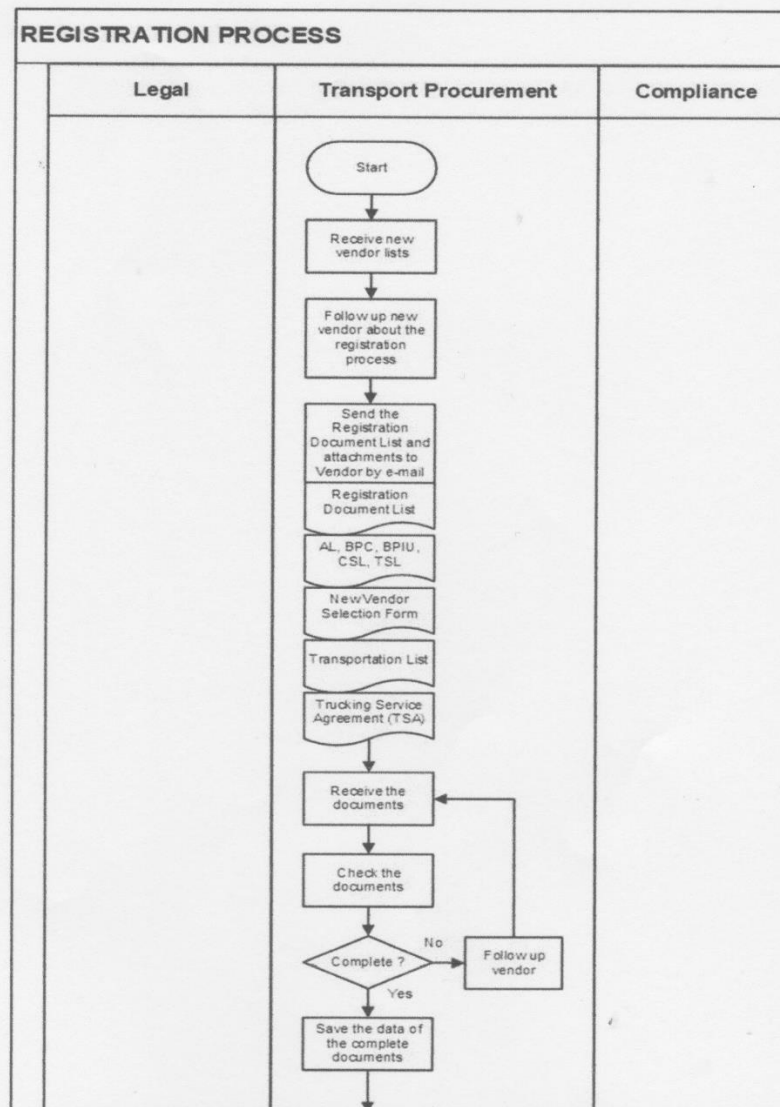 REGISTRATION PROCESS
Legal
Transport Procurement
Compliance
Start
Receive new
vendor lists
Follow up new
vendor about the
registration
process
Send the
Registration
Document List and
attachments to
Vendor by e-mail
Registration
Document List
AL, BPC, BPIU,
CSL, TSL
New Vendor
Selection Form
Transportation List
Trucking Service
Agreement (TSA)
Receive the
documents
Check the
documents
Complete ?
No
Follow up
vendor
Yes
Save the data of
the complete
documents